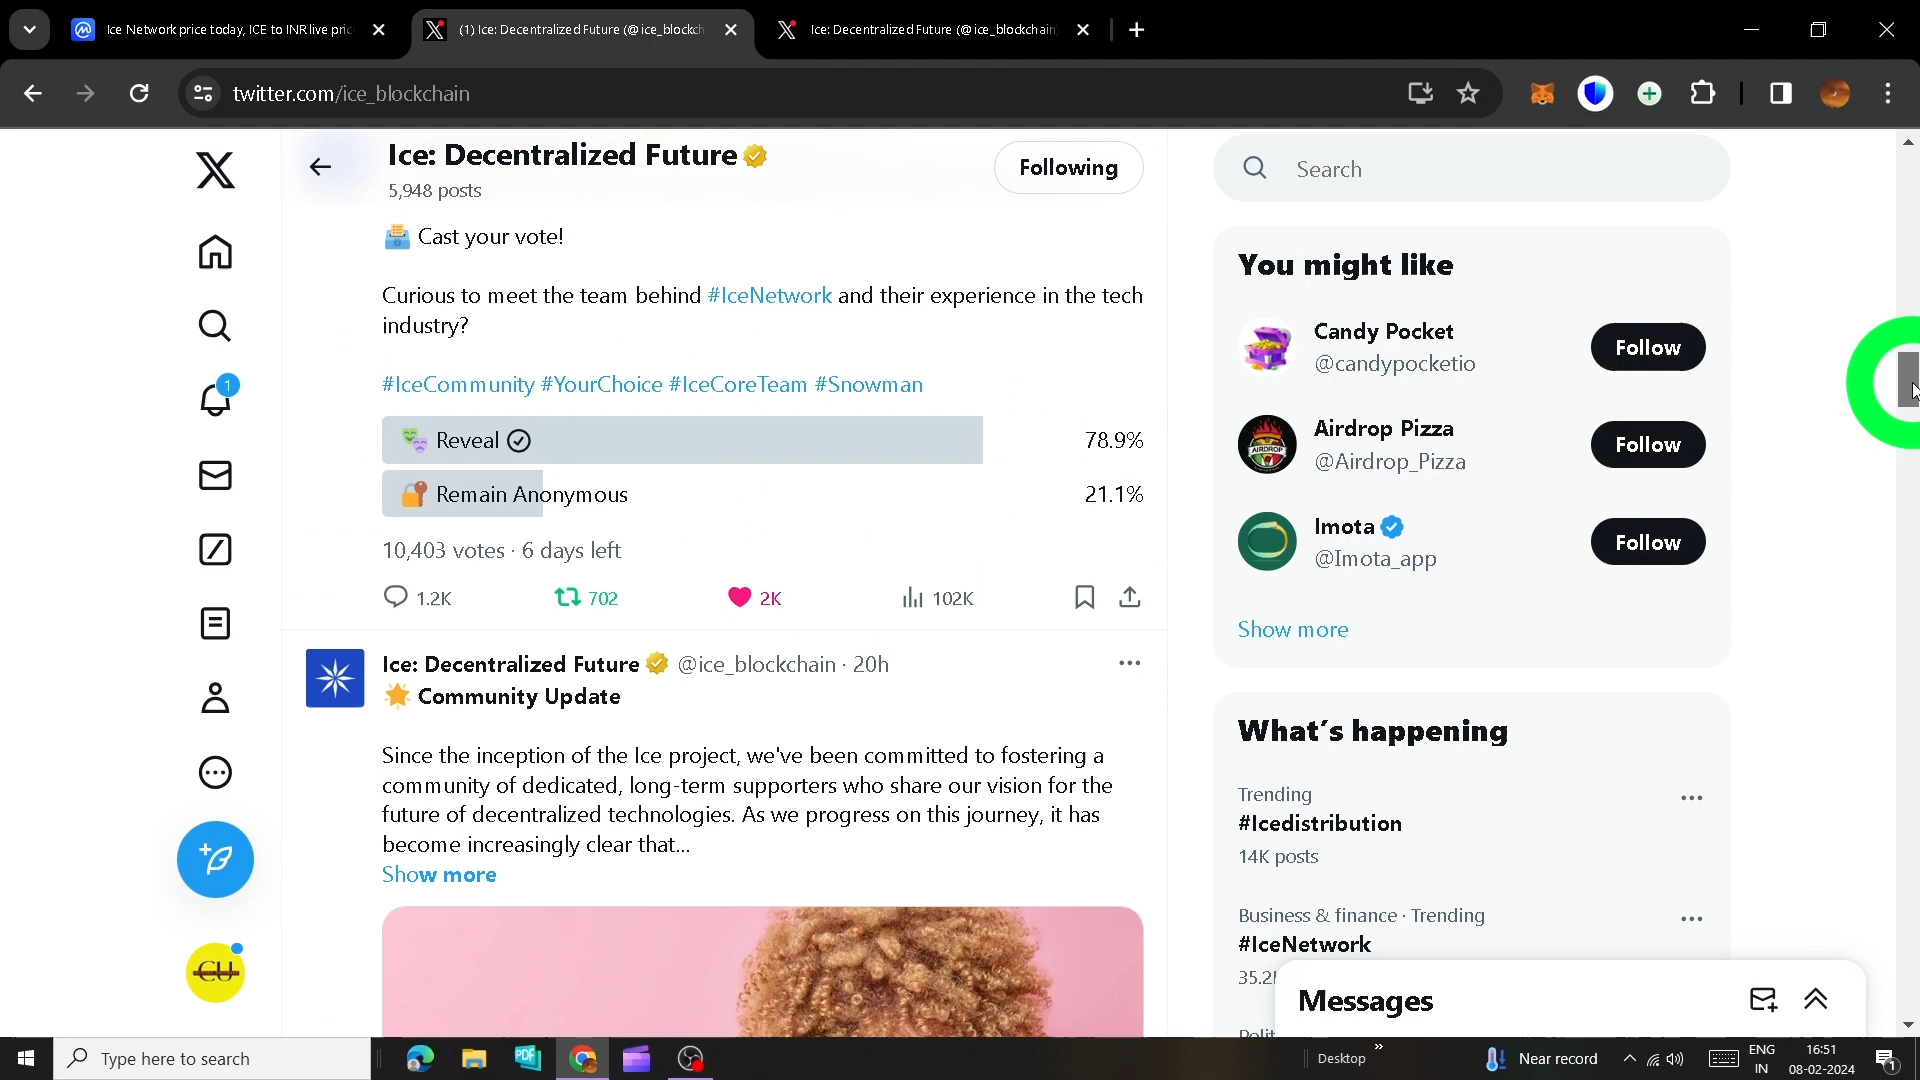 Ice Network price today, ICE to INR live pric
(1) Ice: Decentralized Future (@ice_blockch
Ice: Decentralized Future (@ice_blockchain
twitter.com/ice_blockchain
Ice: Decentralized Future
5,948 posts
Following
Search
🗳️ Cast your vote!
Curious to meet the team behind #IceNetwork and their experience in the tech
industry?
#IceCommunity #YourChoice #IceCoreTeam #Snowman
🎭 Reveal
78.9%
🔐 Remain Anonymous
21.1%
10,403 votes · 6 days left
1.2K
702
2K
102K
Ice: Decentralized Future @ice_blockchain · 20h
🌟 Community Update
Since the inception of the Ice project, we've been committed to fostering a
community of dedicated, long-term supporters who share our vision for the
future of decentralized technologies. As we progress on this journey, it has
become increasingly clear that...
Show more
You might like
Candy Pocket
@candypocketio
Follow
AIRDROP
Airdrop Pizza
@Airdrop_Pizza
Follow
Imota
@Imota_app
Follow
Show more
What's happening
Trending
#Icedistribution
14K posts
Business & finance · Trending
#IceNetwork
Messages
1
CU
Type here to search
PDF
Desktop
Near record
ENG
IN
16:51
08-02-2024
1